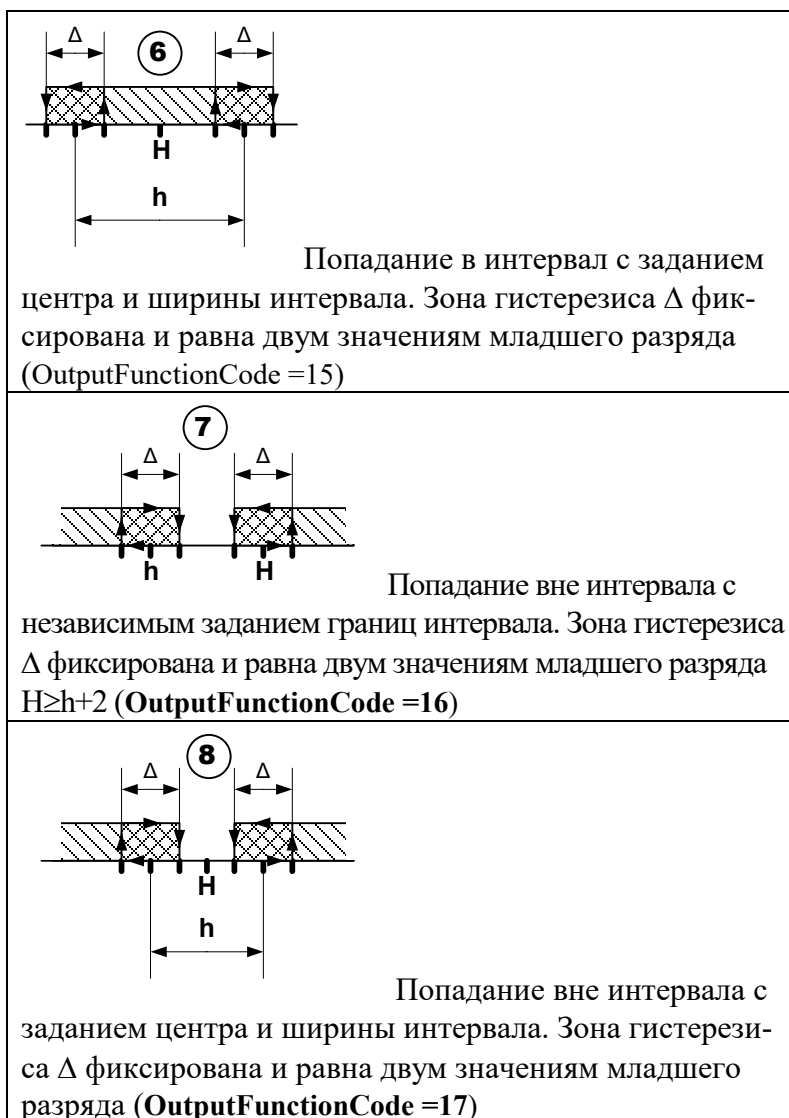 Δ 6 Δ
H
h
Попадание в интервал с заданием
центра и ширины интервала. Зона гистерезиса Δ фик-
сирована и равна двум значениям младшего разряда
(OutputFunctionCode =15)
7
Δ Δ
h H
Попадание вне интервала с
независимым заданием границ интервала. Зона гистерезиса
Δ фиксирована и равна двум значениям младшего разряда
H≥h+2 (OutputFunctionCode =16)
8
Δ Δ
H
h
Попадание вне интервала с
заданием центра и ширины интервала. Зона гистерези-
са Δ фиксирована и равна двум значениям младшего
разряда (OutputFunctionCode =17)